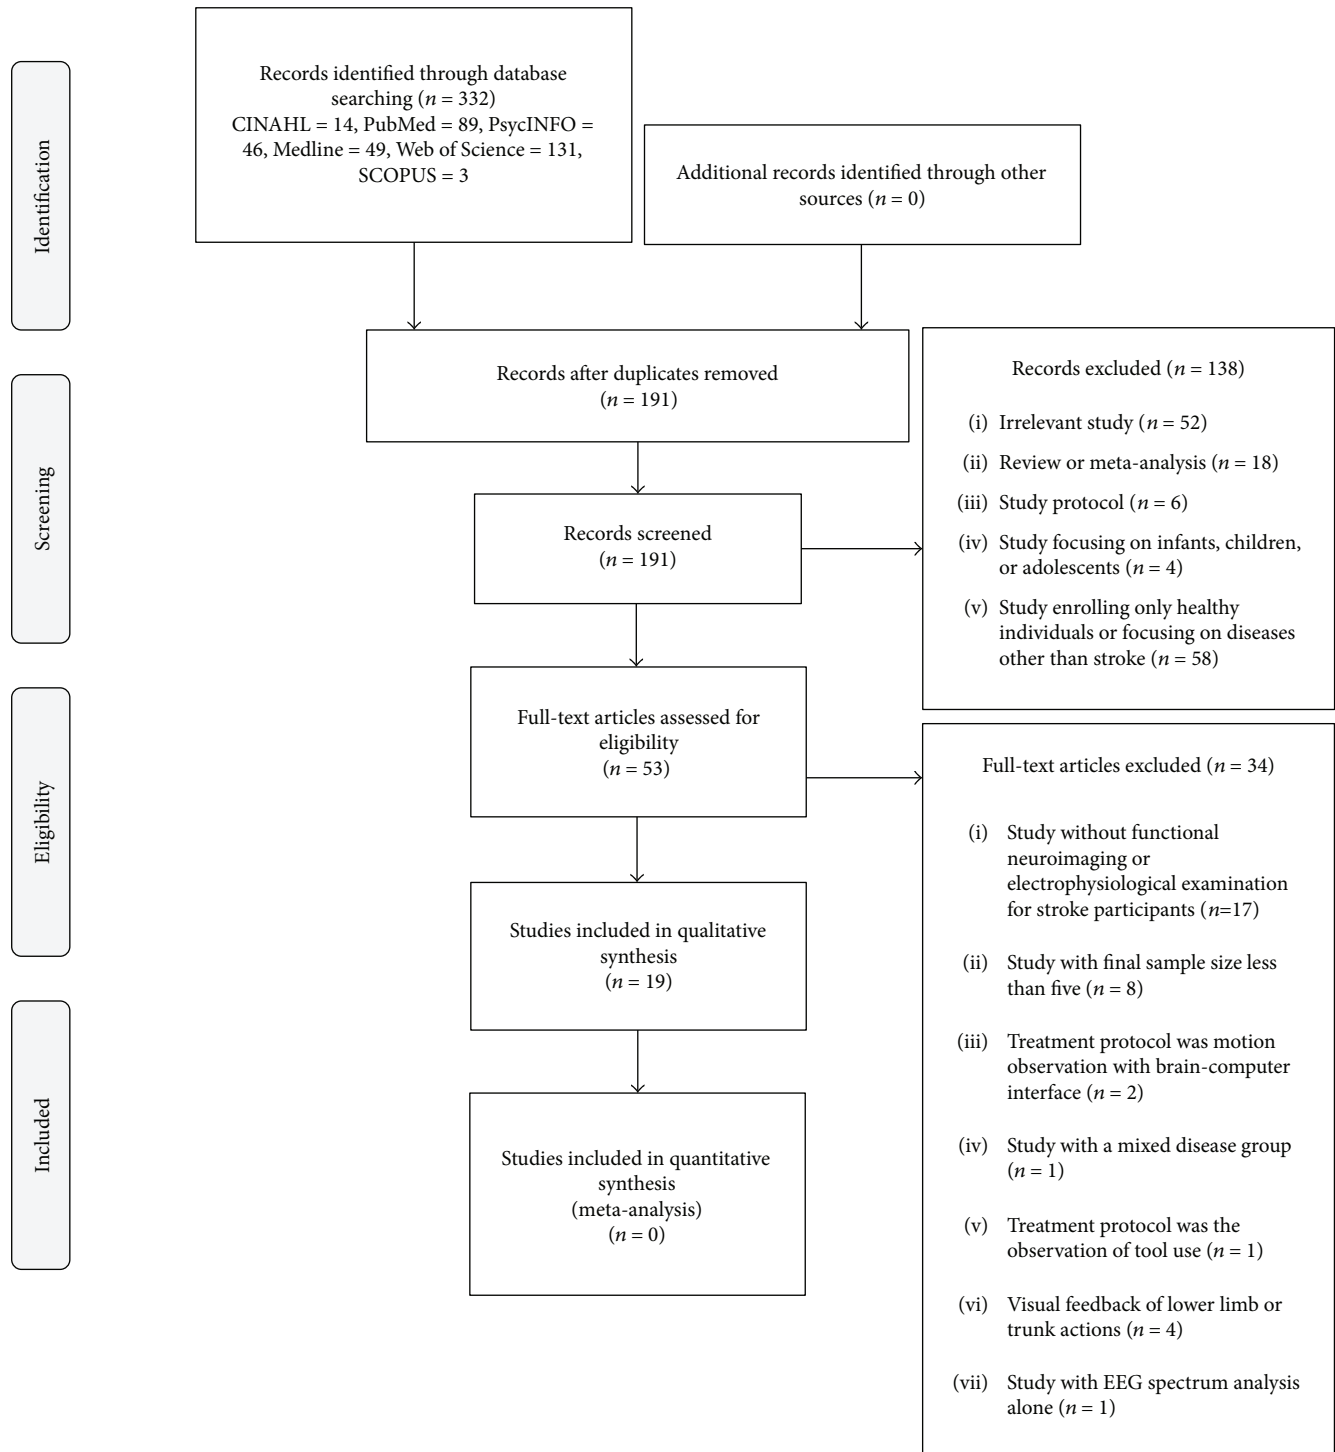 Identification
Records identified through database
searching (n = 332)
CINAHL = 14, PubMed = 89, PsycINFO =
46, Medline = 49, Web of Science = 131,
SCOPUS = 3
Additional records identified through other
sources (n = 0)
Screening
Records after duplicates removed
(n = 191)
Records screened
(n = 191)
Records excluded (n = 138)
(i) Irrelevant study (n = 52)
(ii) Review or meta-analysis (n = 18)
(iii) Study protocol (n = 6)
(iv) Study focusing on infants, children,
or adolescents (n = 4)
(v) Study enrolling only healthy
individuals or focusing on diseases
other than stroke (n = 58)
Eligibility
Full-text articles assessed for
eligibility
(n = 53)
Full-text articles excluded (n = 34)
(i) Study without functional
neuroimaging or
electrophysiological examination
for stroke participants (n=17)
(ii) Study with final sample size less
than five (n = 8)
(iii) Treatment protocol was motion
observation with brain-computer
interface (n = 2)
(iv) Study with a mixed disease group
(n = 1)
(v) Treatment protocol was the
observation of tool use (n = 1)
(vi) Visual feedback of lower limb or
trunk actions (n = 4)
(vii) Study with EEG spectrum analysis
alone (n = 1)
Studies included in qualitative
synthesis
(n = 19)
Included
Studies included in quantitative
synthesis
(meta-analysis)
(n = 0)